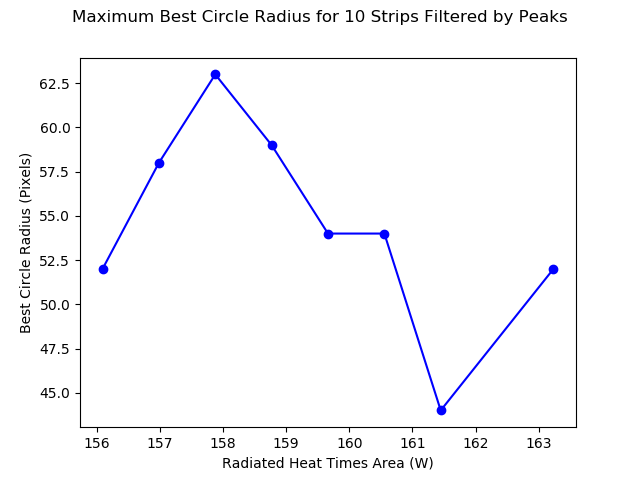 Maximum Best Circle Radius for 10 Strips Filtered by Peaks
62.5
60.0
57.5
55.0
52.5
50.0
47.5
45.0
Best Circle Radius (Pixels)
156 157 158 159 160 161 162 163
Radiated Heat Times Area (W)